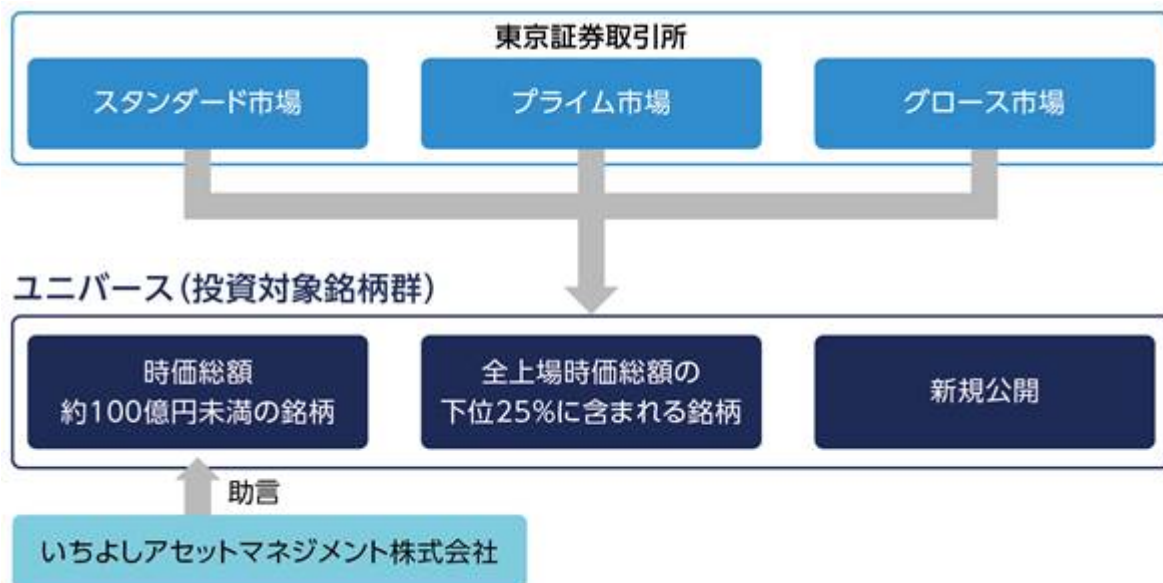 東京証券取引所
スタンダード市場
プライム市場
グロース市場
ユニバース(投資対象銘柄群)
時価総額
約100億円未満の銘柄
全上場時価総額の
下位25%に含まれる銘柄
新規公開
助言
いちよしアセットマネジメント株式会社